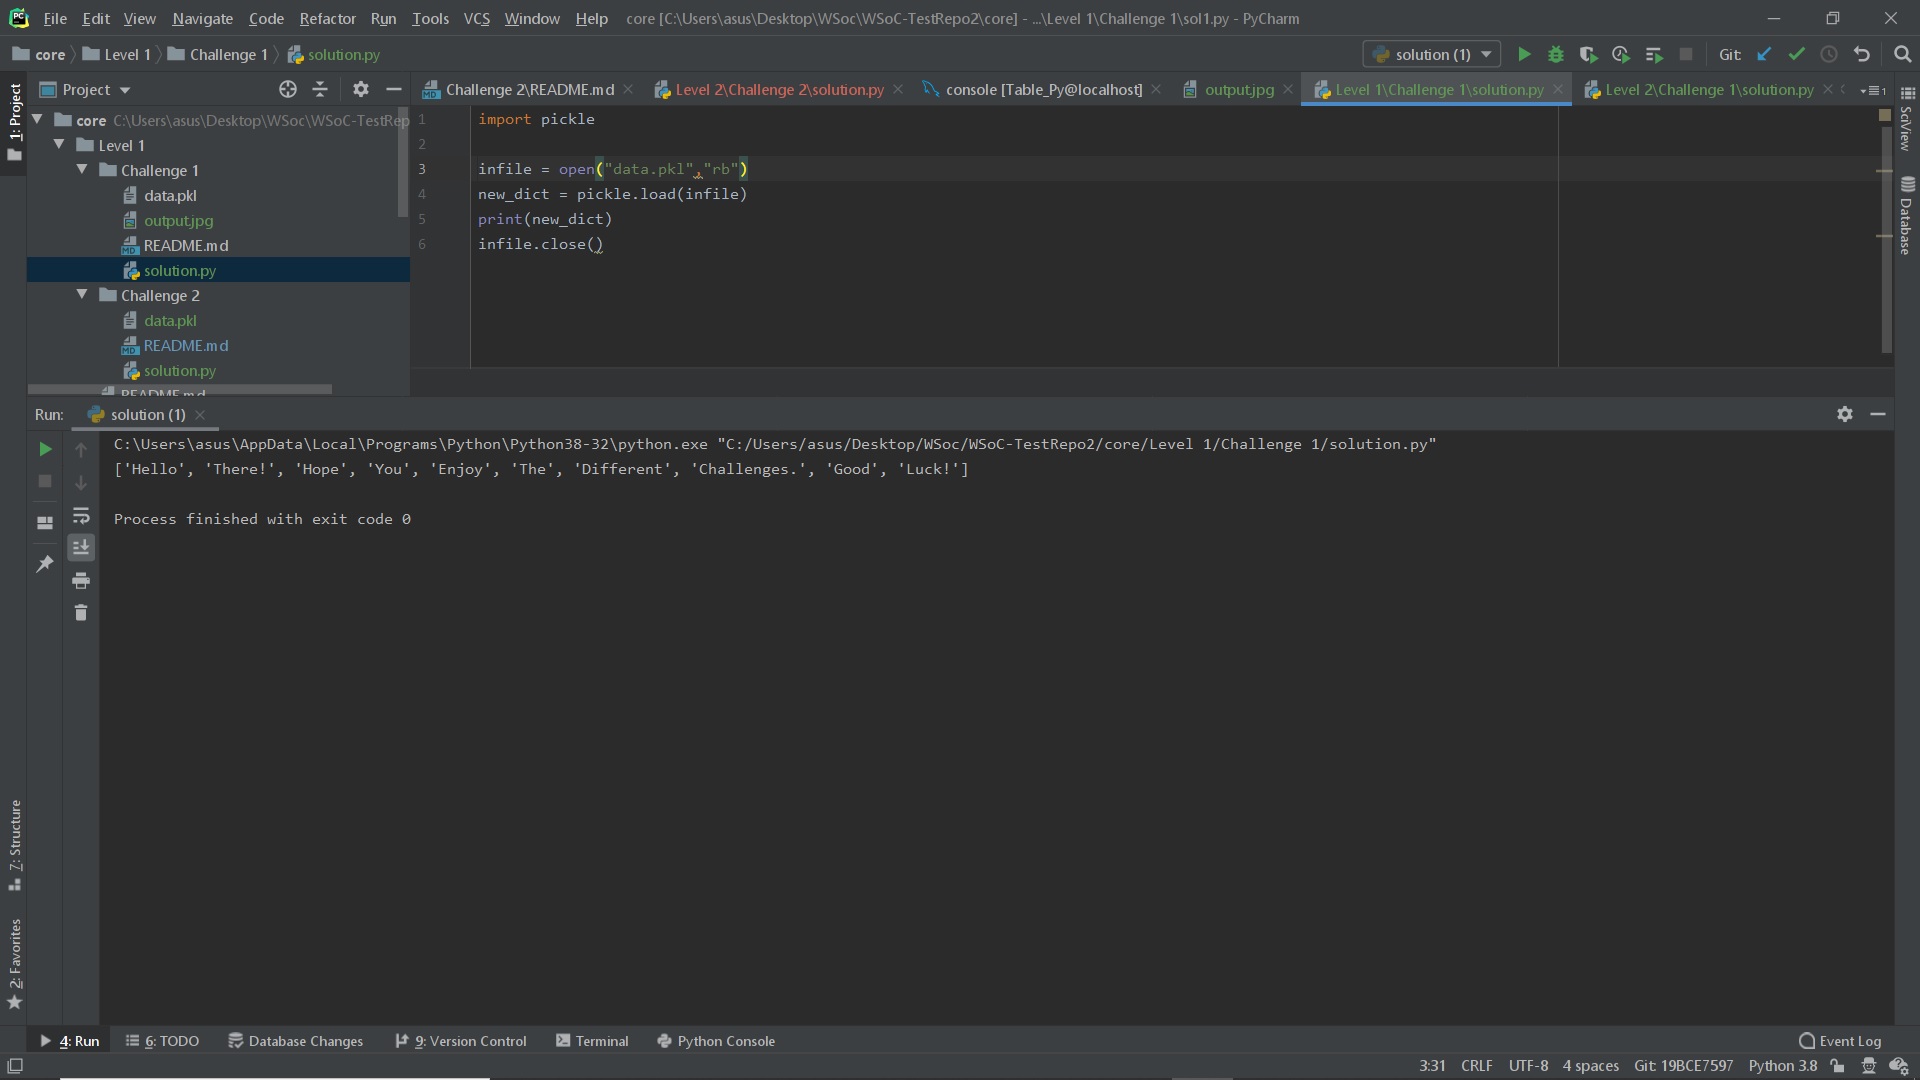 File Edit View Navigate Code Refactor Run Tools VCS Window Help core [C:\Users\asus\Desktop\WSoc\WSoC-TestRepo2\core] - ...\Level 1\Challenge 1\sol1.py - PyCharm
core Level 1 Challenge 1 solution.py solution (1) Git:
1: Project
Project
Challenge 2\README.md Level 2\Challenge 2\solution.py console [Table_Py@localhost] output.jpg Level 1\Challenge 1\solution.py Level 2\Challenge 1\solution.py 1
core C:\Users\asus\Desktop\WSoc\WSoC-TestRep
Level 1
Challenge 1
data.pkl
output.jpg
README.md
solution.py
Challenge 2
data.pkl
README.md
solution.py
README.md
1 import pickle
2
3 infile = open("data.pkl","rb")
4 new_dict = pickle.load(infile)
5 print(new_dict)
6 infile.close()
SciView
Database
Run: solution (1)
C:\Users\asus\AppData\Local\Programs\Python\Python38-32\python.exe "C:/Users/asus/Desktop/WSoc/WSoC-TestRepo2/core/Level 1/Challenge 1/solution.py"
['Hello', 'There!', 'Hope', 'You', 'Enjoy', 'The', 'Different', 'Challenges.', 'Good', 'Luck!']
Process finished with exit code 0
7: Structure
2: Favorites
4: Run 6: TODO Database Changes 9: Version Control Terminal Python Console Event Log
3:31 CRLF UTF-8 4 spaces Git: 19BCE7597 Python 3.8